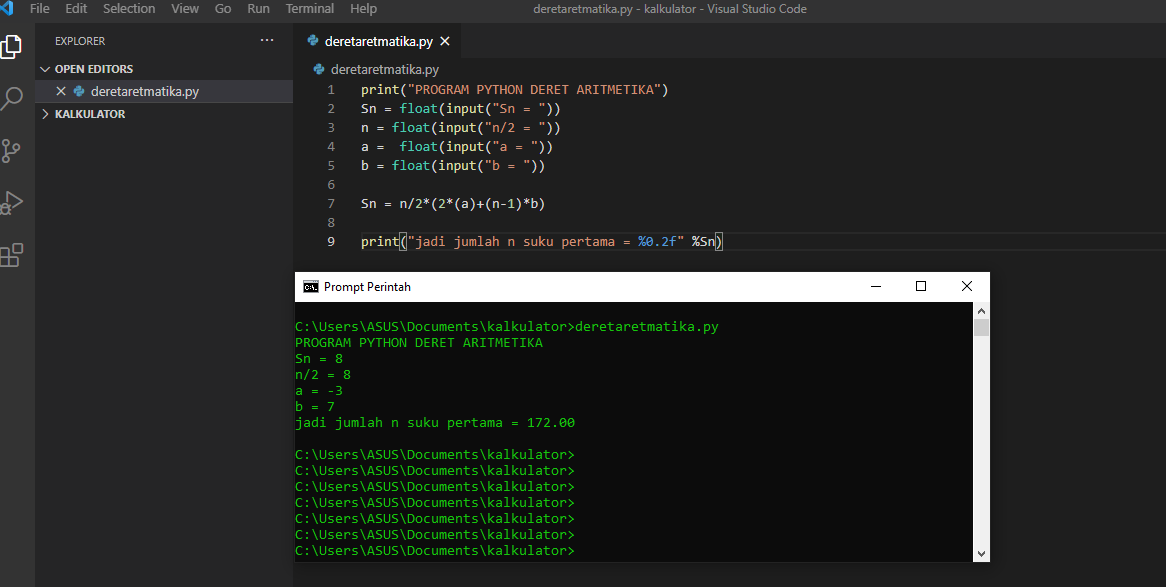 File Edit Selection View Go Run Terminal Help deretaretmatika.py - kalkulator - Visual Studio Code
EXPLORER ...
OPEN EDITORS
deretaretmatika.py
KALKULATOR
deretaretmatika.py
deretaretmatika.py
1 print("PROGRAM PYTHON DERET ARITMETIKA")
2 Sn = float(input("Sn = "))
3 n = float(input("n/2 = "))
4 a =  float(input("a = "))
5 b = float(input("b = "))
6
7 Sn = n/2*(2*(a)+(n-1)*b)
8
9 print("jadi jumlah n suku pertama = %0.2f" %Sn)
Prompt Perintah
C:\Users\ASUS\Documents\kalkulator>deretaretmatika.py
PROGRAM PYTHON DERET ARITMETIKA
Sn = 8
n/2 = 8
a = -3
b = 7
jadi jumlah n suku pertama = 172.00
C:\Users\ASUS\Documents\kalkulator>
C:\Users\ASUS\Documents\kalkulator>
C:\Users\ASUS\Documents\kalkulator>
C:\Users\ASUS\Documents\kalkulator>
C:\Users\ASUS\Documents\kalkulator>
C:\Users\ASUS\Documents\kalkulator>
C:\Users\ASUS\Documents\kalkulator>